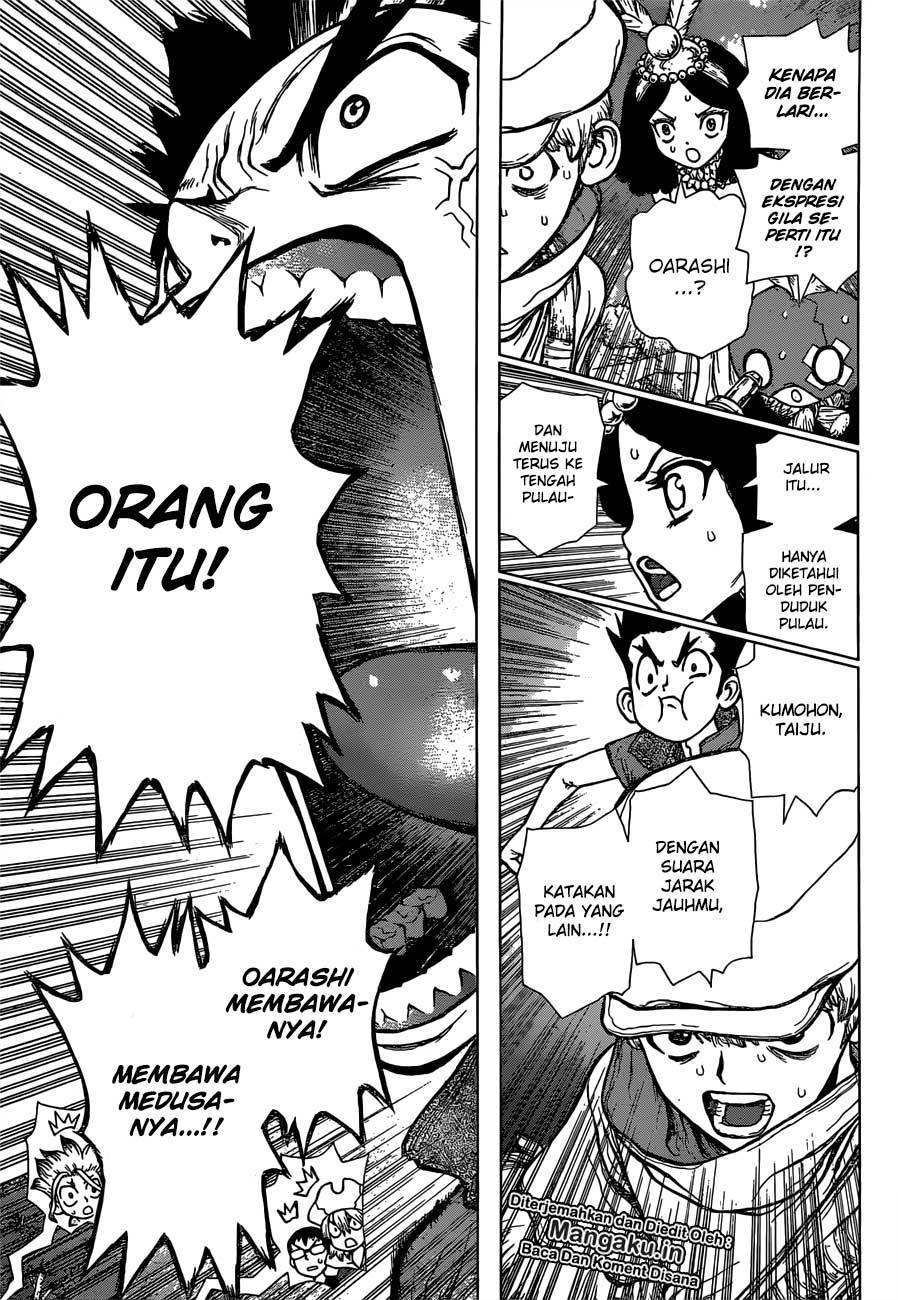 KENAPA
DIA BER-
LARI...
DENGAN
EKSPRESI
GILA SE-
PERTI ITU
!?
OARASHI
...?
JALUR
ITU...
HANYA
DIKETAHUI
OLEH PEN-
DUDUK
PULAU.
DAN
MENUJU
TERUS KE
TENGAH
PULAU-
KUMOHON,
TAIJU.
DENGAN
SUARA
JARAK
JAUHMU,
KATAKAN
PADA YANG
LAIN...!!
ORANG
ITU!
OARASHI
MEMBAWA-
NYA!
MEMBAWA
MEDUSA-
NYA...!!
Diterjemahkan dan Diedit Oleh:
Mangaku.in
Baca Dan Koment Disana